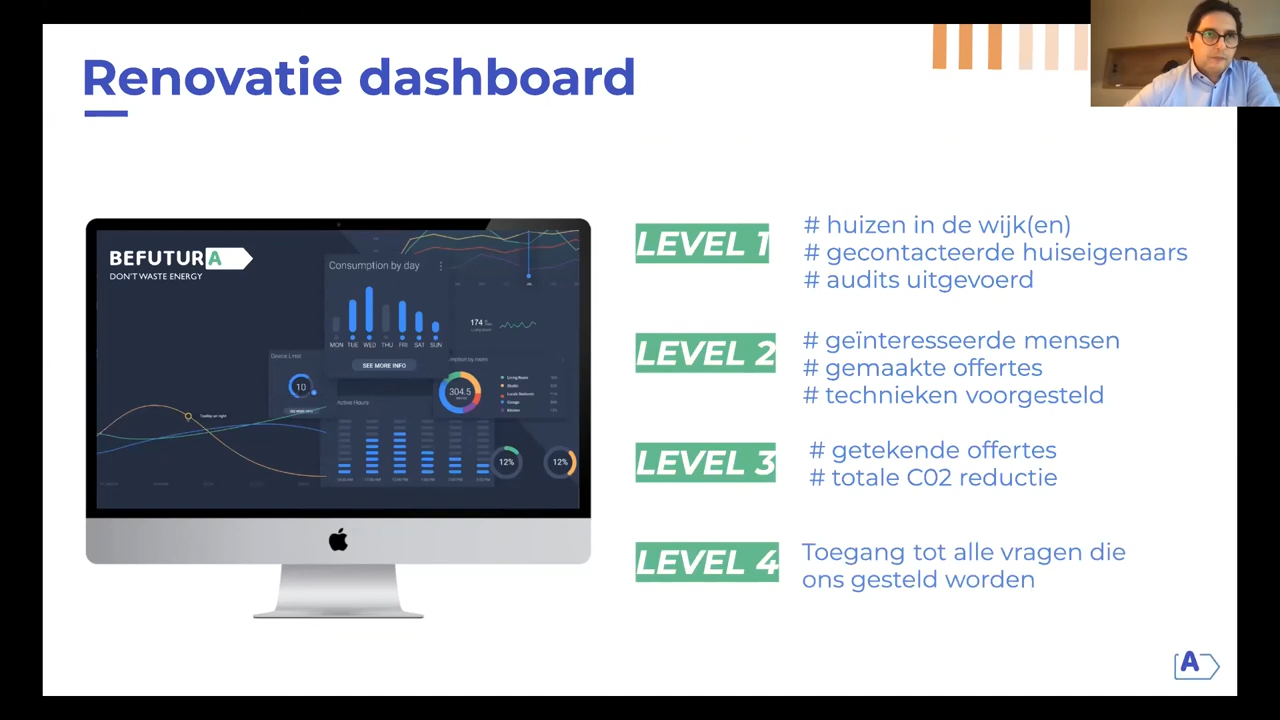 Renovatie dashboard
BEFUTURA
DON'T WASTE ENERGY
Consumption by day
MON TUE WED THU FRI SAT SUN
SEE MORE INFO
174
304.5
10
Active Hours
12%
12%
LEVEL 1
# huizen in de wijk(en)
# gecontacteerde huiseigenaars
# audits uitgevoerd
LEVEL 2
# geïnteresseerde mensen
# gemaakte offertes
# technieken voorgesteld
LEVEL 3
# getekende offertes
# totale C02 reductie
LEVEL 4
Toegang tot alle vragen die
ons gesteld worden
A